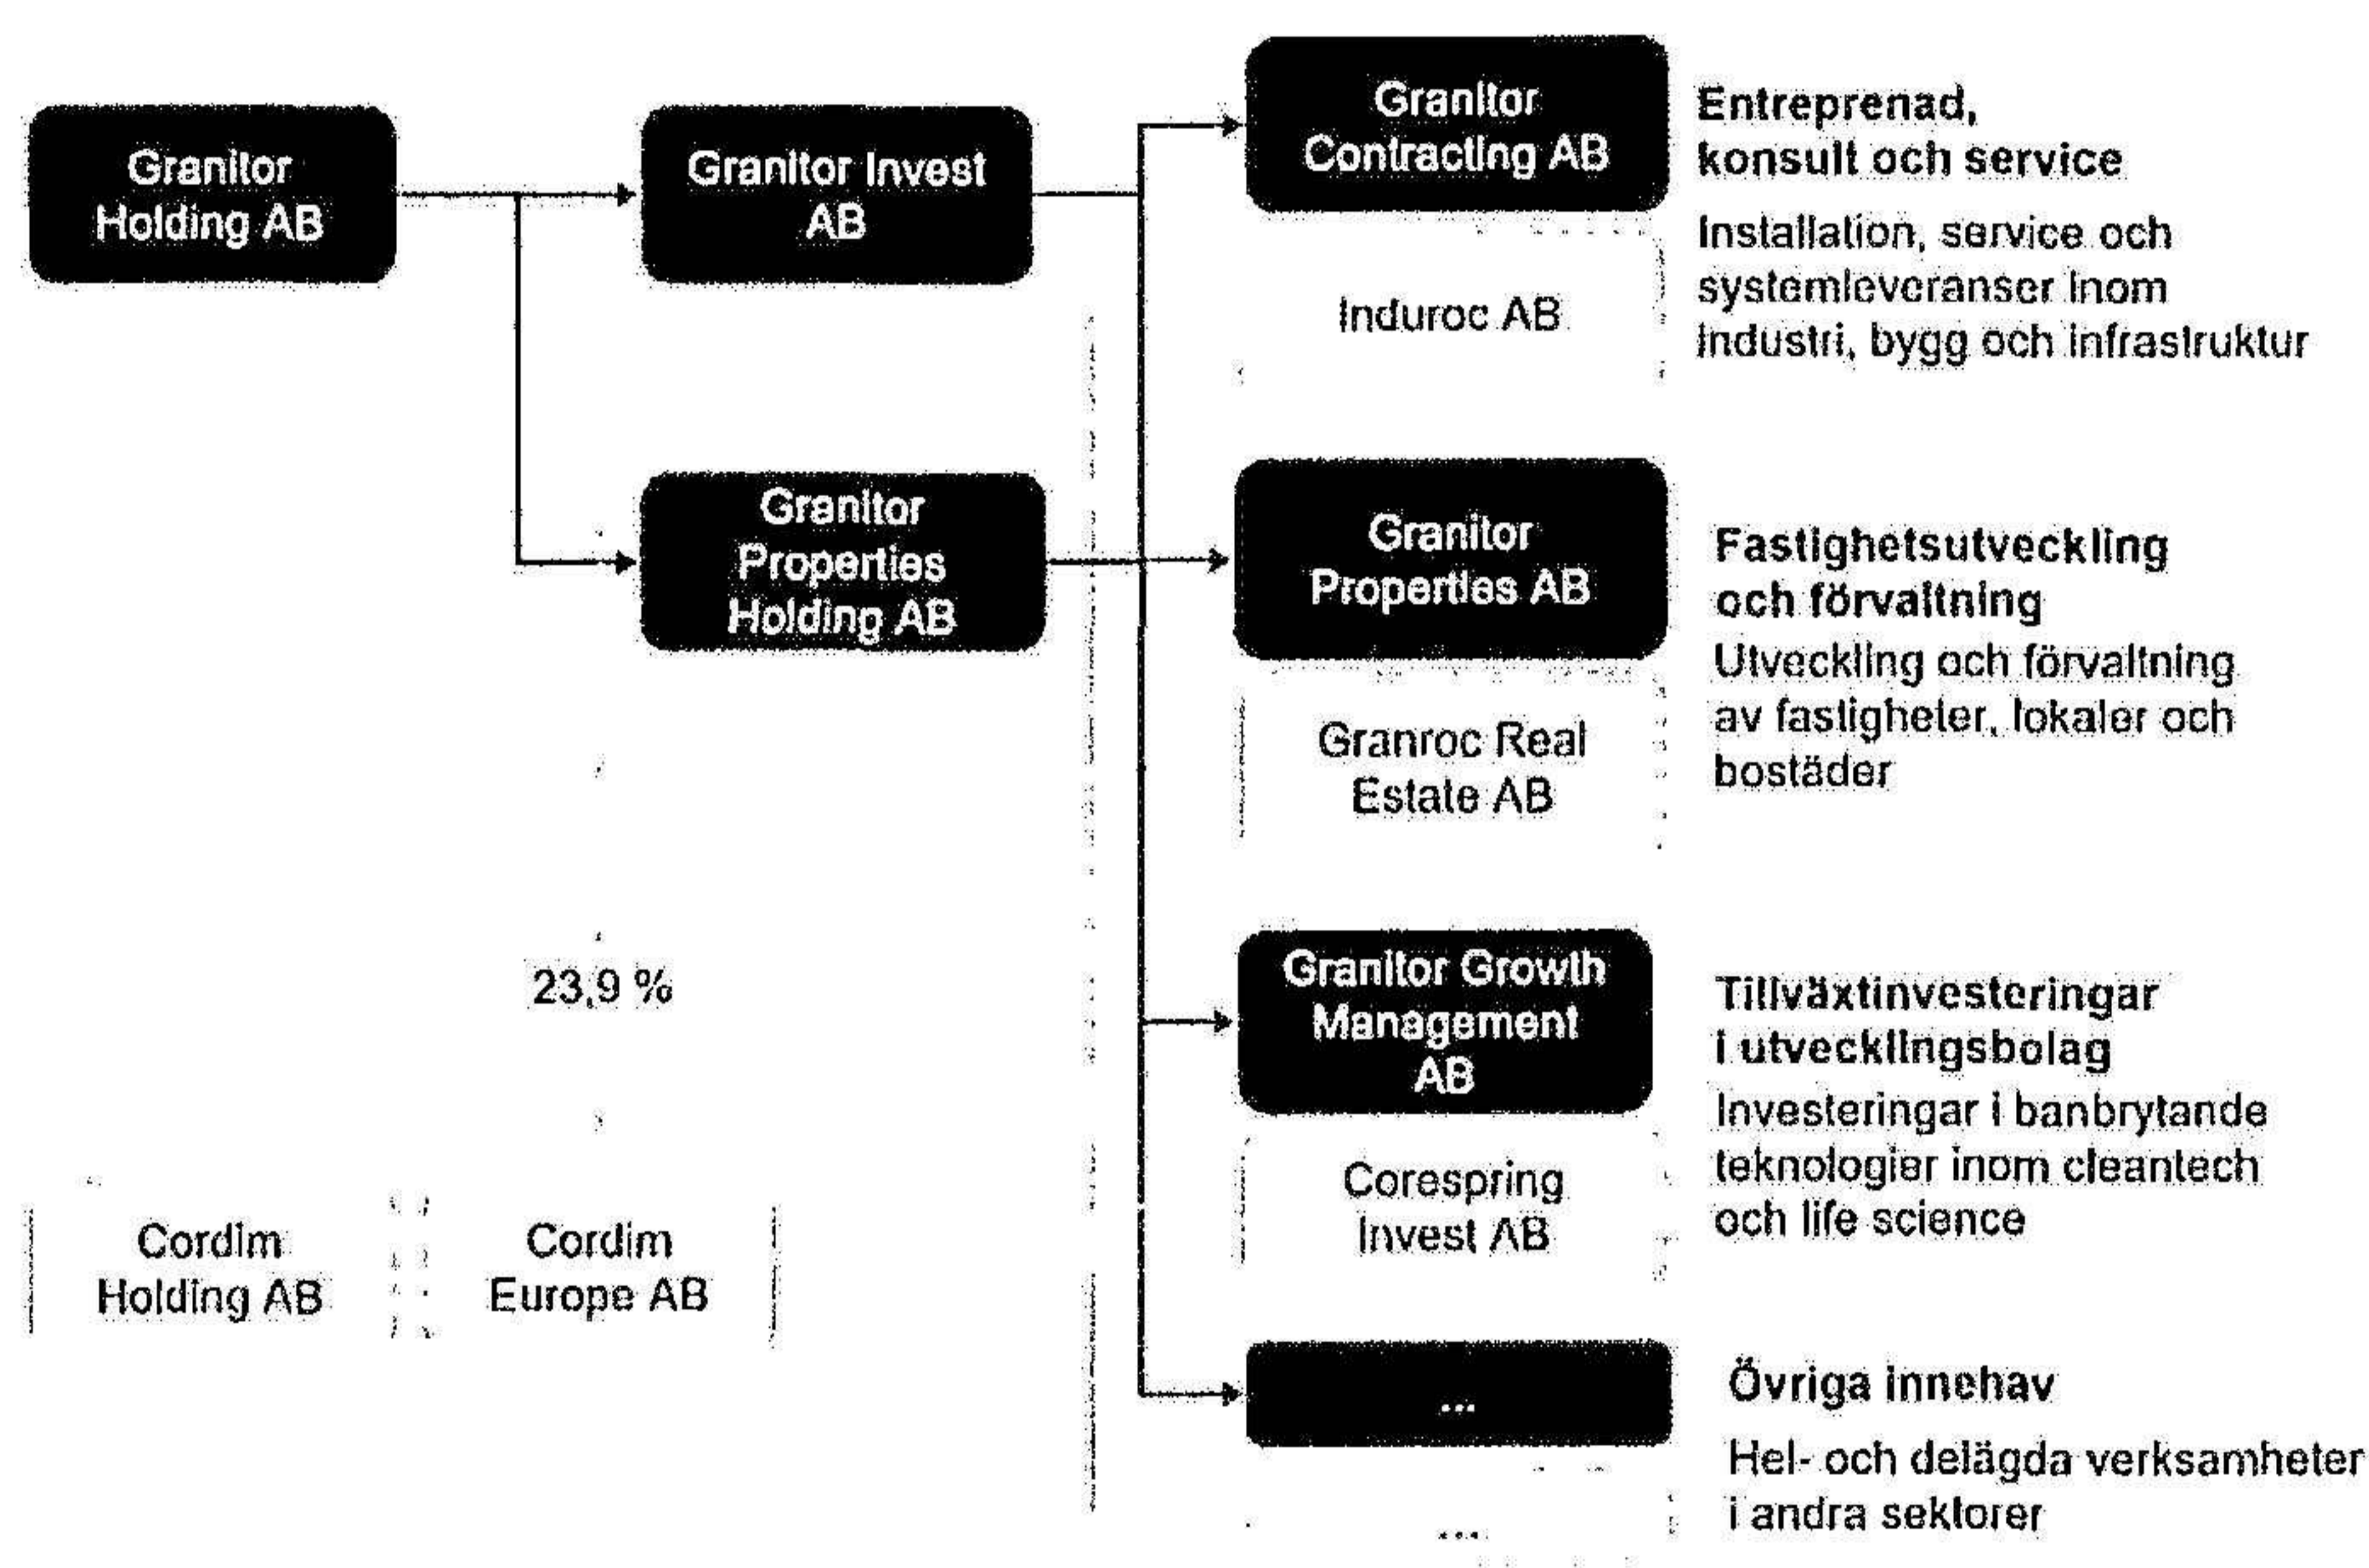 Granitor
Holding AB
Granitor Invest
AB
Granitor
Properties
Holding AB
23,9 %
Cordim
Holding AB
Cordim
Europe AB
Granitor
Contracting AB
Induroc AB
Entreprenad,
konsult och service
Installation, service och
systemleveranser inom
industri, bygg och infrastruktur
Granitor
Properties AB
Granroc Real
Estate AB
Fastighetsutveckling
och förvaltning
Utveckling och förvaltning
av fastigheter, lokaler och
bostäder
Granitor Growth
Management
AB
Corespring
Invest AB
Tillväxtinvesteringar
i utvecklingsbolag
Investeringar i banbrytande
teknologier inom cleantech
och life science
...
...
Övriga innehav
Hel- och delägda verksamheter
i andra sektorer